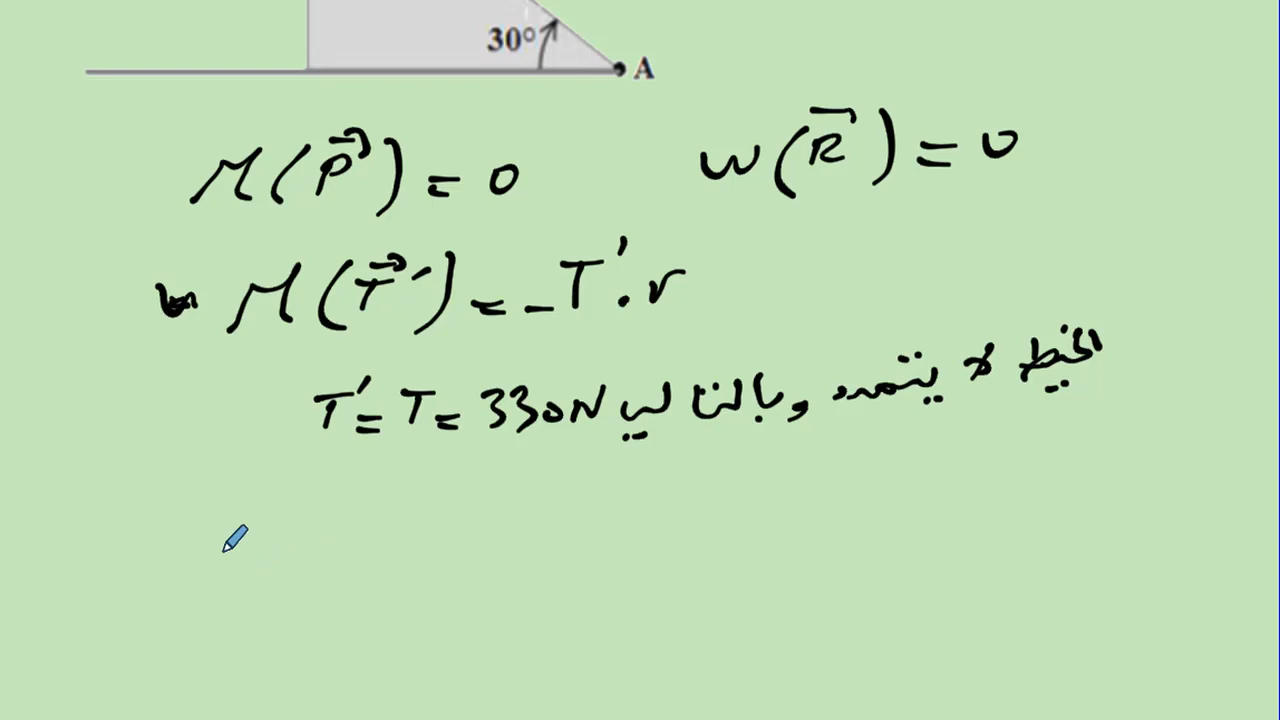 30° A
M(P⃗) = 0 W(R⃗) = 0
M(T⃗') = -T'.r
T' = T = 330N الخيط لا يتمدد وبالتالي